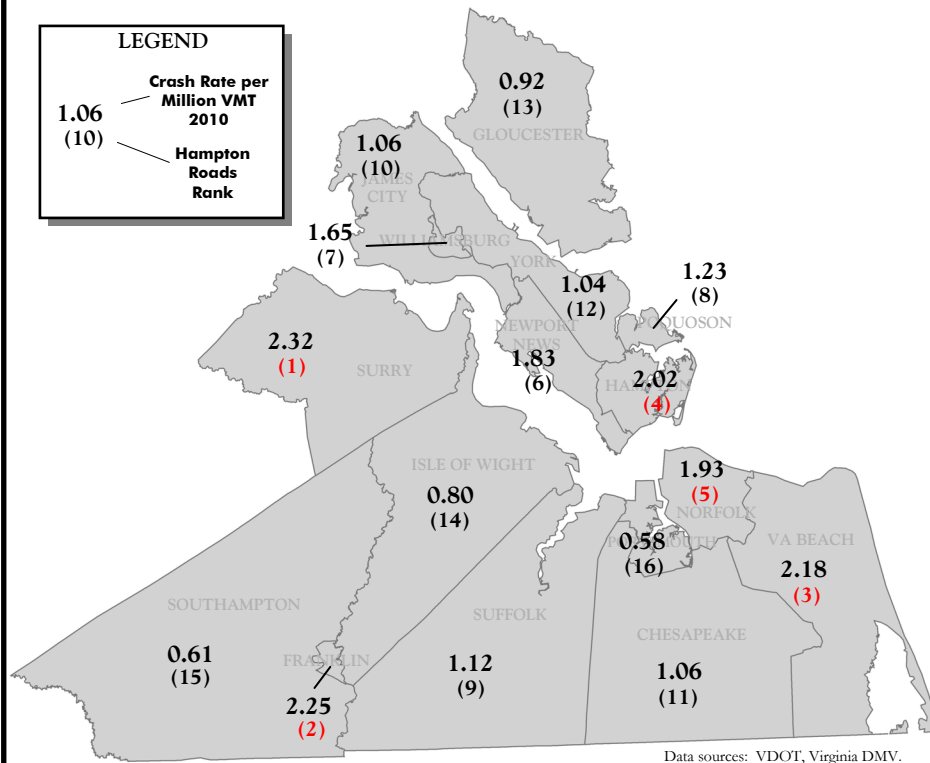 LEGEND
Crash Rate per
Million VMT
2010
1.06
(10)
Hampton
Roads
Rank
0.92
(13)
GLOUCESTER
1.06
(10)
JAMES
CITY
1.65
(7)
WILLIAMSBURG
YORK
1.04
(12)
1.23
(8)
POQUOSON
2.32
(1)
SURRY
NEWPORT
NEWS
1.83
(6)
HAMPTON
2.02
(4)
ISLE OF WIGHT
0.80
(14)
1.93
(5)
NORFOLK
PORTSMOUTH
0.58
(16)
VA BEACH
2.18
(3)
SOUTHAMPTON
0.61
(15)
FRANKLIN
2.25
(2)
SUFFOLK
1.12
(9)
CHESAPEAKE
1.06
(11)
Data sources:  VDOT, Virginia DMV.